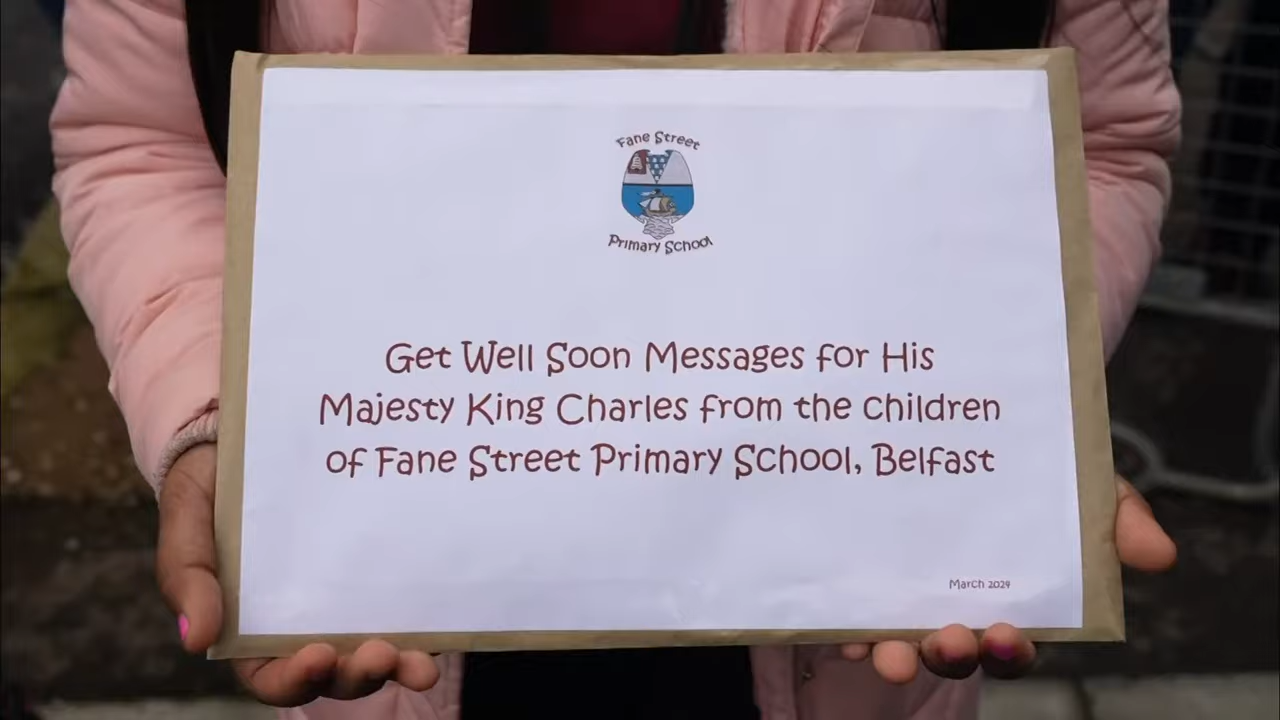 Fane Street
Primary School
Get Well Soon Messages for His
Majesty King Charles from the children
of Fane Street Primary School, Belfast
March 2024